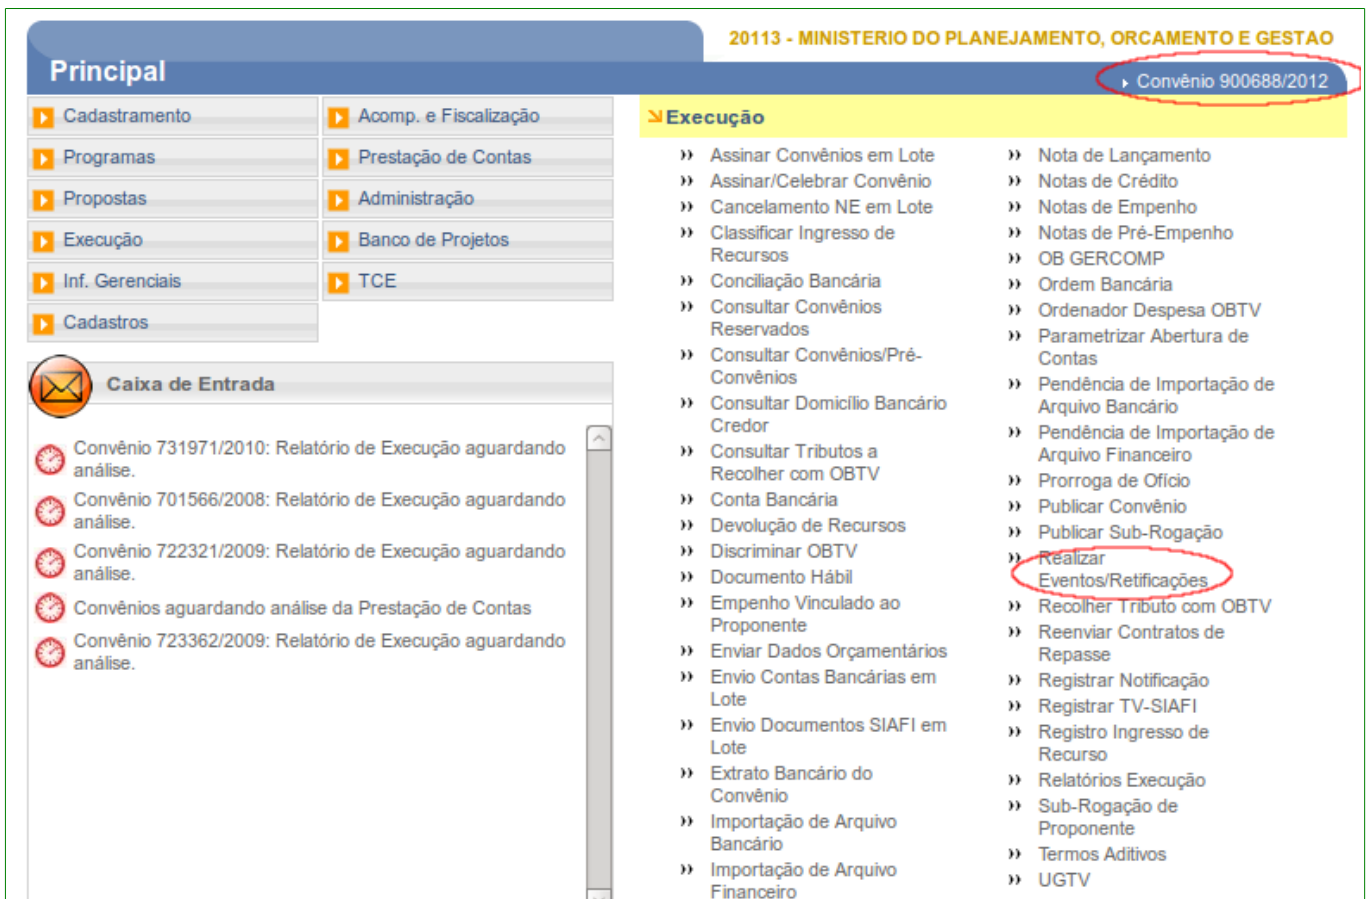 20113 - MINISTERIO DO PLANEJAMENTO, ORCAMENTO E GESTAO
Principal
Convênio 900688/2012
Cadastramento
Acomp. e Fiscalização
Programas
Prestação de Contas
Propostas
Administração
Execução
Banco de Projetos
Inf. Gerenciais
TCE
Cadastros
Caixa de Entrada
Convênio 731971/2010: Relatório de Execução aguardando
análise.
Convênio 701566/2008: Relatório de Execução aguardando
análise.
Convênio 722321/2009: Relatório de Execução aguardando
análise.
Convênios aguardando análise da Prestação de Contas
Convênio 723362/2009: Relatório de Execução aguardando
análise.
Execução
Assinar Convênios em Lote
Assinar/Celebrar Convênio
Cancelamento NE em Lote
Classificar Ingresso de
Recursos
Conciliação Bancária
Consultar Convênios
Reservados
Consultar Convênios/Pré-
Convênios
Consultar Domicílio Bancário
Credor
Consultar Tributos a
Recolher com OBTV
Conta Bancária
Devolução de Recursos
Discriminar OBTV
Documento Hábil
Empenho Vinculado ao
Proponente
Enviar Dados Orçamentários
Envio Contas Bancárias em
Lote
Envio Documentos SIAFI em
Lote
Extrato Bancário do
Convênio
Importação de Arquivo
Bancário
Importação de Arquivo
Financeiro
Nota de Lançamento
Notas de Crédito
Notas de Empenho
Notas de Pré-Empenho
OB GERCOMP
Ordem Bancária
Ordenador Despesa OBTV
Parametrizar Abertura de
Contas
Pendência de Importação de
Arquivo Bancário
Pendência de Importação de
Arquivo Financeiro
Prorroga de Ofício
Publicar Convênio
Publicar Sub-Rogação
Realizar
Eventos/Retificações
Recolher Tributo com OBTV
Reenviar Contratos de
Repasse
Registrar Notificação
Registrar TV-SIAFI
Registro Ingresso de
Recurso
Relatórios Execução
Sub-Rogação de
Proponente
Termos Aditivos
UGTV